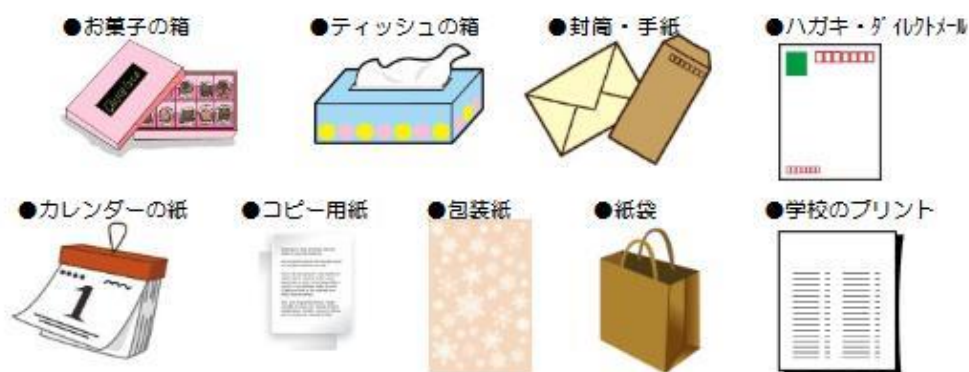 ●お菓子の箱
●ティッシュの箱
●封筒・手紙
●ハガキ・ダイレクトメール
●カレンダーの紙
●コピー用紙
●包装紙
●紙袋
●学校のプリント
1